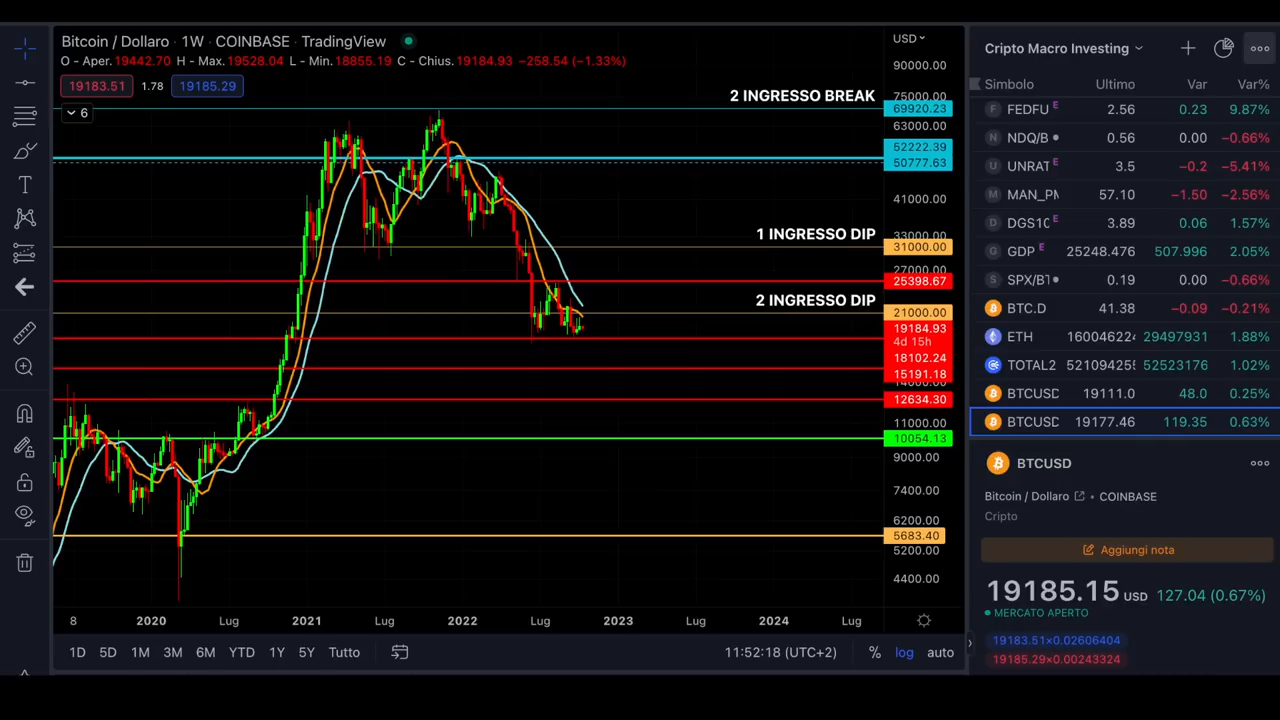 Bitcoin / Dollaro · 1W · COINBASE · TradingView
O - Aper. 19442.70 H - Max. 19528.04 L - Min. 18855.19 C - Chius. 19184.93 −258.54 (−1.33%)
19183.51 1.78 19185.29
6
USD
90000.00
75000.00
2 INGRESSO BREAK
69920.23
63000.00
52222.39
50777.63
41000.00
1 INGRESSO DIP
33000.00
31000.00
27000.00
25398.67
2 INGRESSO DIP
21000.00
19184.93
4d 15h
18102.24
15191.18
14000.00
12634.30
11000.00
10054.13
9000.00
7400.00
6200.00
5683.40
5200.00
4400.00
8 2020 Lug 2021 Lug 2022 Lug 2023 Lug 2024 Lug
1D 5D 1M 3M 6M YTD 1Y 5Y Tutto 11:52:18 (UTC+2) % log auto
Cripto Macro Investing
Simbolo Ultimo Var Var%
FEDFU E 2.56 0.23 9.87%
NDQ/B 0.56 0.00 −0.66%
UNRAT E 3.5 −0.2 −5.41%
MAN_PM 57.10 −1.50 −2.56%
DGS10 E 3.89 0.06 1.57%
GDP E 25248.476 507.996 2.05%
SPX/BT 0.19 0.00 −0.66%
BTC.D 41.38 −0.09 −0.21%
ETH 160046224 29497931 1.88%
TOTAL2 521094255 52523176 1.02%
BTCUSD 19111.0 48.0 0.25%
BTCUSD 19177.46 119.35 0.63%
BTCUSD
Bitcoin / Dollaro • COINBASE
Cripto
Aggiungi nota
19185.15 USD 127.04 (0.67%)
MERCATO APERTO
19183.51×0.02606404
19185.29×0.00243324